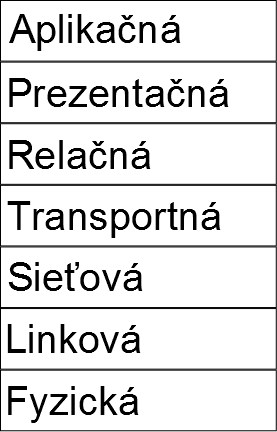 Aplikačná
Prezentačná
Relačná
Transportná
Sieťová
Linková
Fyzická